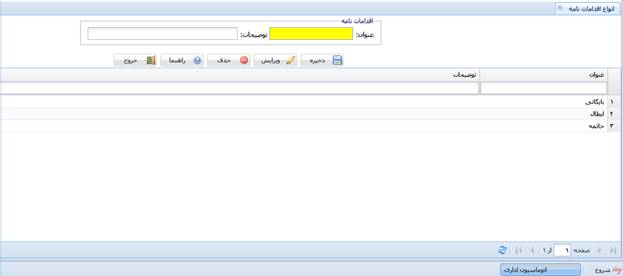 انواع اقدامات نامه
اقدامات نامه
عنوان: توضیحات:
ذخیره ویرایش حذف راهنما خروج
عنوان توضیحات
۱ بایگانی
۲ ابطال
۳ خاتمه
صفحه ۱ از ۱
شروع اتوماسیون اداری